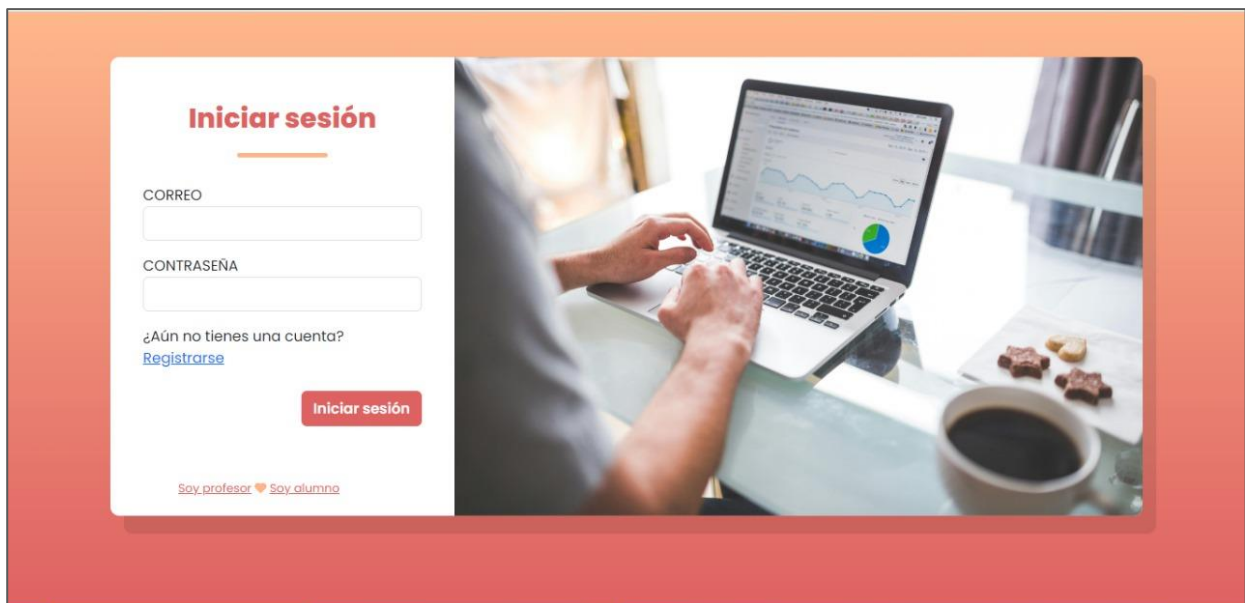 Iniciar sesión
CORREO
CONTRASEÑA
¿Aún no tienes una cuenta?
Registrarse
Iniciar sesión
Soy profesor 🧡 Soy alumno